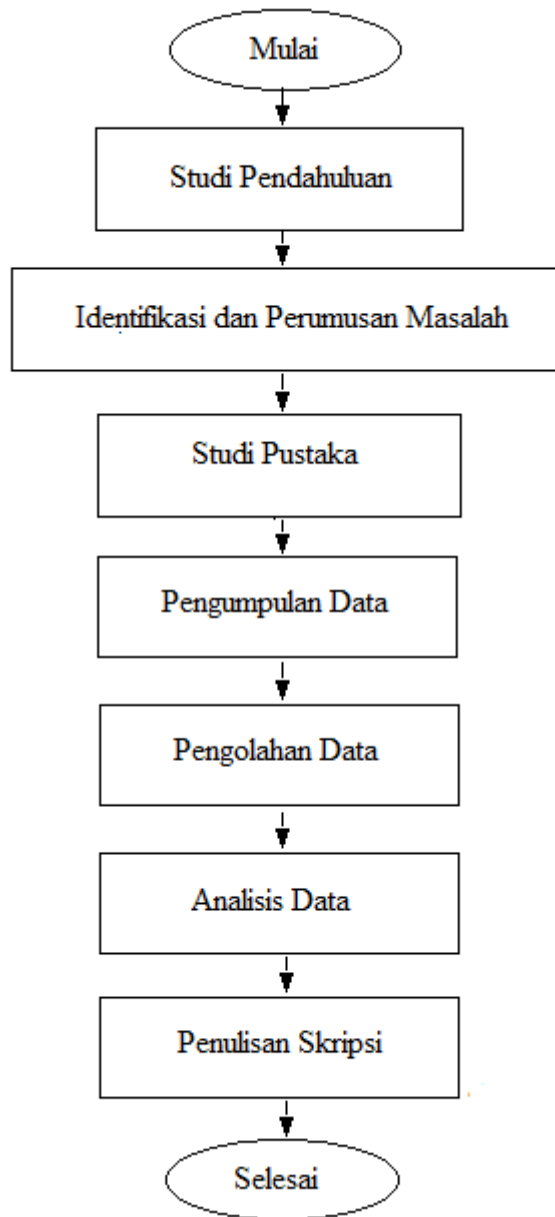 Mulai
Studi Pendahuluan
Identifikasi dan Perumusan Masalah
Studi Pustaka
Pengumpulan Data
Pengolahan Data
Analisis Data
Penulisan Skripsi
Selesai